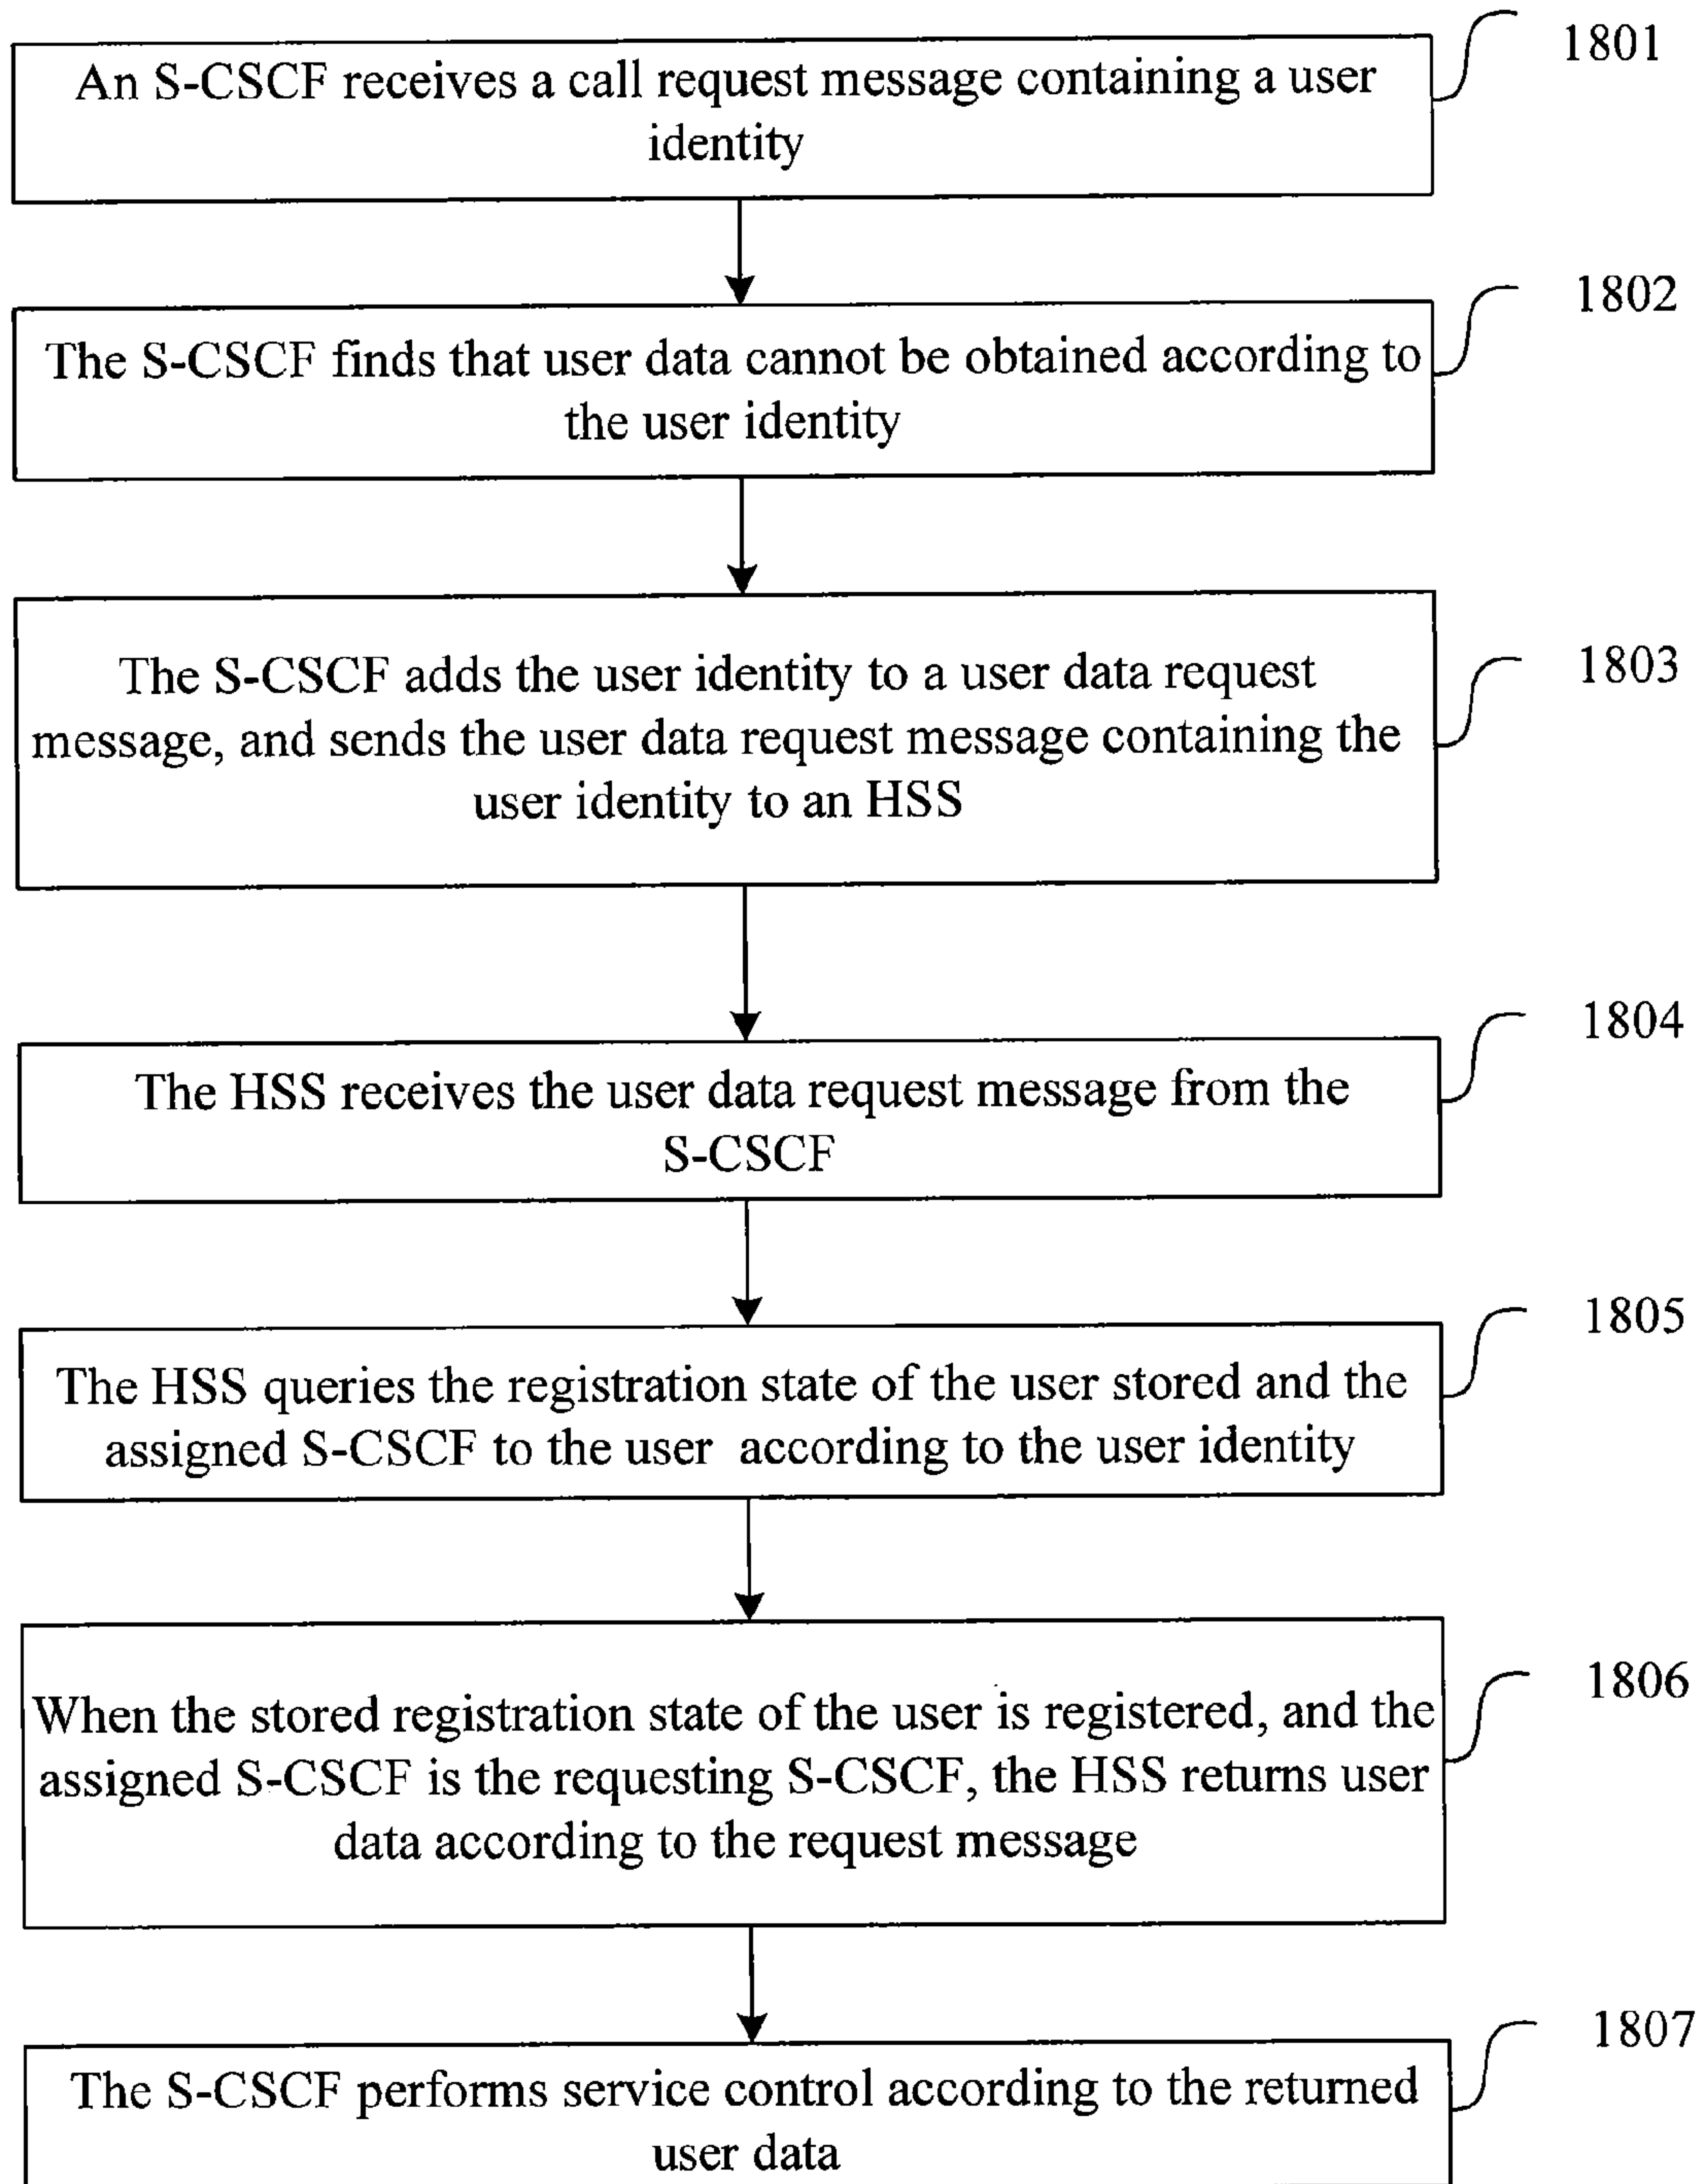 1801
An S-CSCF receives a call request message containing a user
identity
1802
The S-CSCF finds that user data cannot be obtained according to
the user identity
1803
The S-CSCF adds the user identity to a user data request
message, and sends the user data request message containing the
user identity to an HSS
1804
The HSS receives the user data request message from the
S-CSCF
1805
The HSS queries the registration state of the user stored and the
assigned S-CSCF to the user according to the user identity
1806
When the stored registration state of the user is registered, and the
assigned S-CSCF is the requesting S-CSCF, the HSS returns user
data according to the request message
1807
The S-CSCF performs service control according to the returned
user data